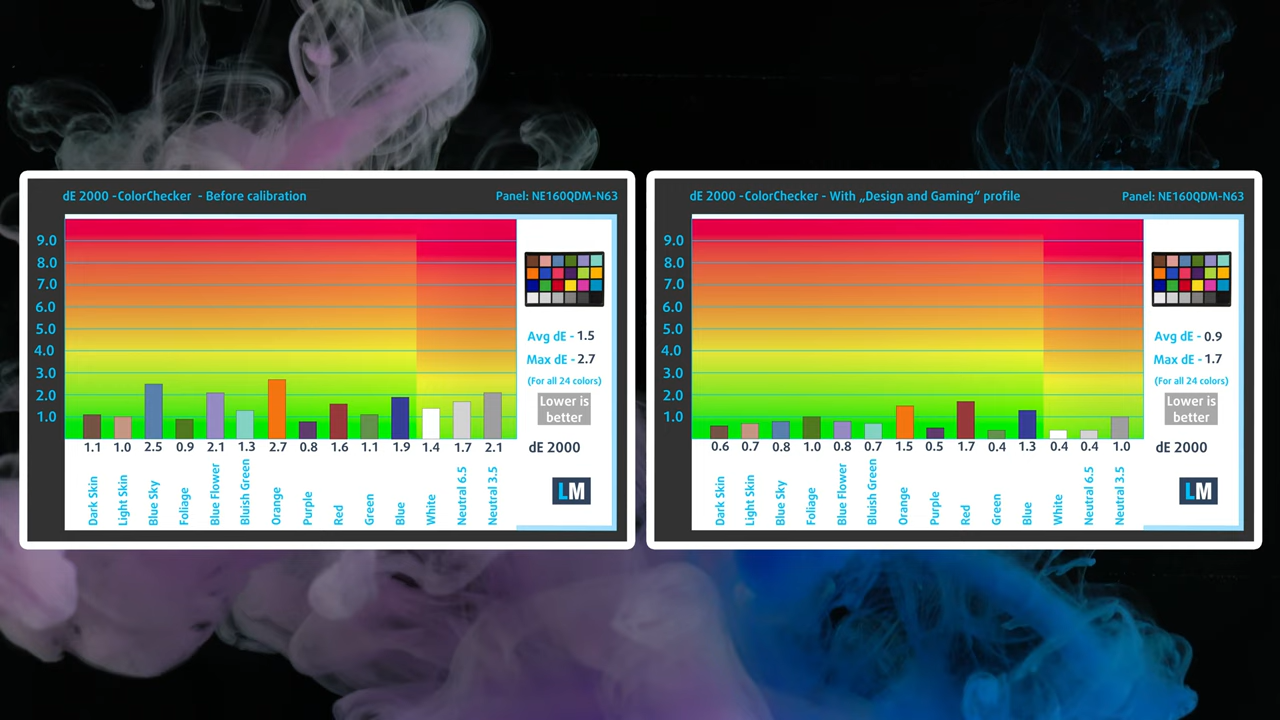 dE 2000 -ColorChecker - Before calibration
Panel: NE160QDM-N63
9.0
8.0
7.0
6.0
5.0
4.0
3.0
2.0
1.0
Avg dE - 1.5
Max dE - 2.7
(For all 24 colors)
Lower is
better
1.1 1.0 2.5 0.9 2.1 1.3 2.7 0.8 1.6 1.1 1.9 1.4 1.7 2.1
dE 2000
Dark Skin
Light Skin
Blue Sky
Foliage
Blue Flower
Bluish Green
Orange
Purple
Red
Green
Blue
White
Neutral 6.5
Neutral 3.5
LM
dE 2000 -ColorChecker - With „Design and Gaming“ profile
Panel: NE160QDM-N63
9.0
8.0
7.0
6.0
5.0
4.0
3.0
2.0
1.0
Avg dE - 0.9
Max dE - 1.7
(For all 24 colors)
Lower is
better
0.6 0.7 0.8 1.0 0.8 0.7 1.5 0.5 1.7 0.4 1.3 0.4 0.4 1.0
dE 2000
Dark Skin
Light Skin
Blue Sky
Foliage
Blue Flower
Bluish Green
Orange
Purple
Red
Green
Blue
White
Neutral 6.5
Neutral 3.5
LM